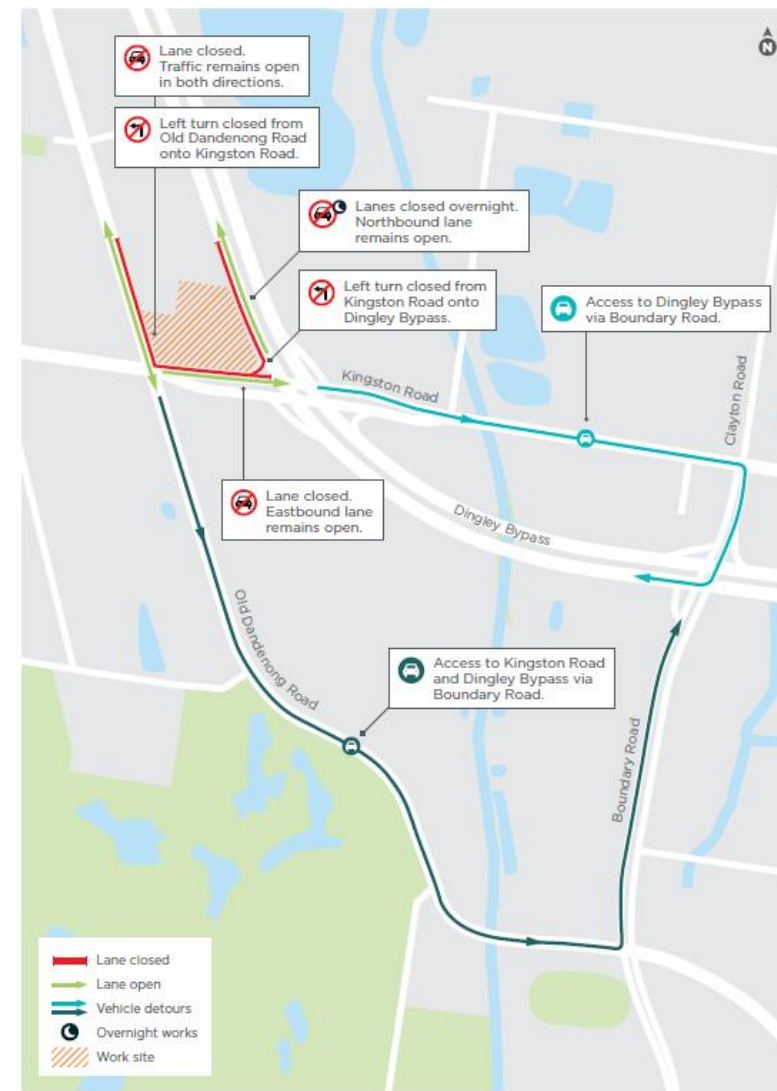 N
Lane closed.
Traffic remains open
in both directions.
Left turn closed from
Old Dandenong Road
onto Kingston Road.
Lanes closed overnight.
Northbound lane
remains open.
Left turn closed from
Kingston Road onto
Dingley Bypass.
Access to Dingley Bypass
via Boundary Road.
Kingston Road
Clayton Road
Lane closed.
Eastbound lane
remains open.
Dingley Bypass
Old Dandenong Road
Access to Kingston Road
and Dingley Bypass via
Boundary Road.
Boundary Road
Lane closed
Lane open
Vehicle detours
Overnight works
Work site